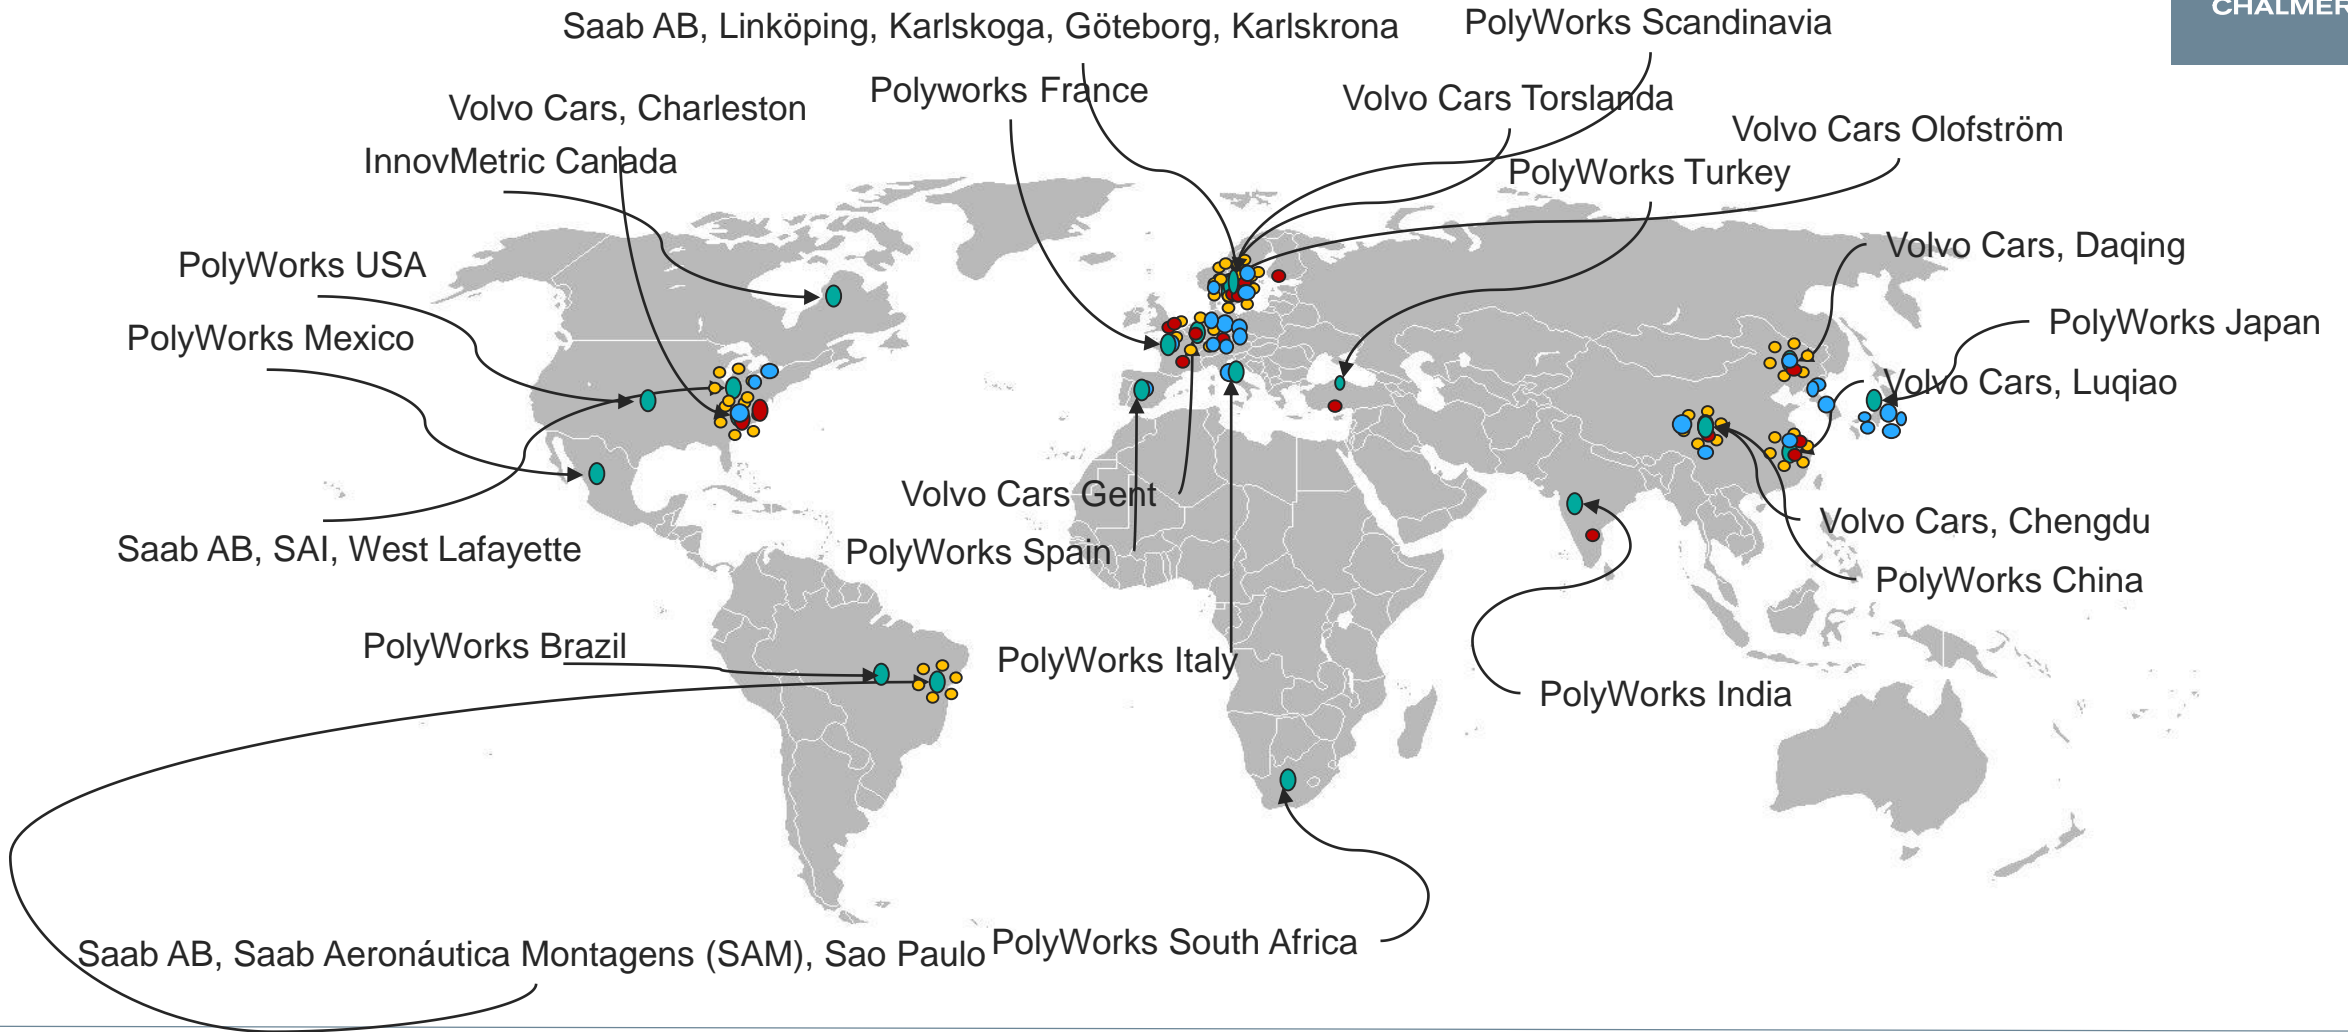 CHALMER
Saab AB, Linköping, Karlskoga, Göteborg, Karlskrona
PolyWorks Scandinavia
Polyworks France
Volvo Cars Torslanda
Volvo Cars, Charleston
Volvo Cars Olofström
InnovMetric Canada
PolyWorks Turkey
Volvo Cars, Daqing
PolyWorks USA
PolyWorks Japan
PolyWorks Mexico
Volvo Cars, Luqiao
Volvo Cars Gent
Volvo Cars, Chengdu
Saab AB, SAI, West Lafayette
PolyWorks Spain
PolyWorks China
PolyWorks Brazil
PolyWorks Italy
PolyWorks India
Saab AB, Saab Aeronáutica Montagens (SAM), Sao Paulo
PolyWorks South Africa